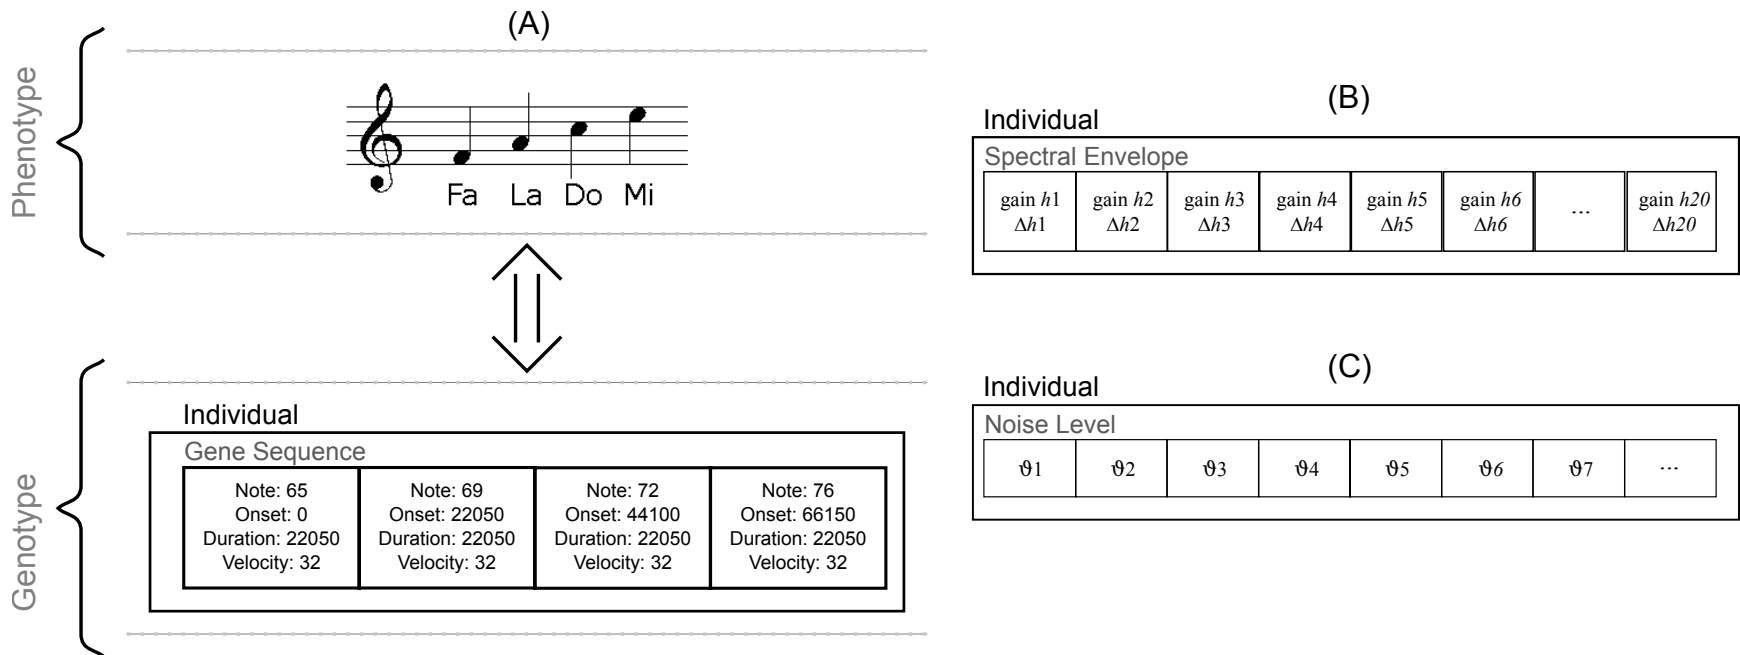 (A)
Phenotype
Fa La Do Mi
Genotype
Individual
Gene Sequence
Note: 65
Onset: 0
Duration: 22050
Velocity: 32
Note: 69
Onset: 22050
Duration: 22050
Velocity: 32
Note: 72
Onset: 44100
Duration: 22050
Velocity: 32
Note: 76
Onset: 66150
Duration: 22050
Velocity: 32
(B)
Individual
Spectral Envelope
gain h1
Δh1
gain h2
Δh2
gain h3
Δh3
gain h4
Δh4
gain h5
Δh5
gain h6
Δh6
...
gain h20
Δh20
(C)
Individual
Noise Level
ϑ1 ϑ2 ϑ3 ϑ4 ϑ5 ϑ6 ϑ7 ...